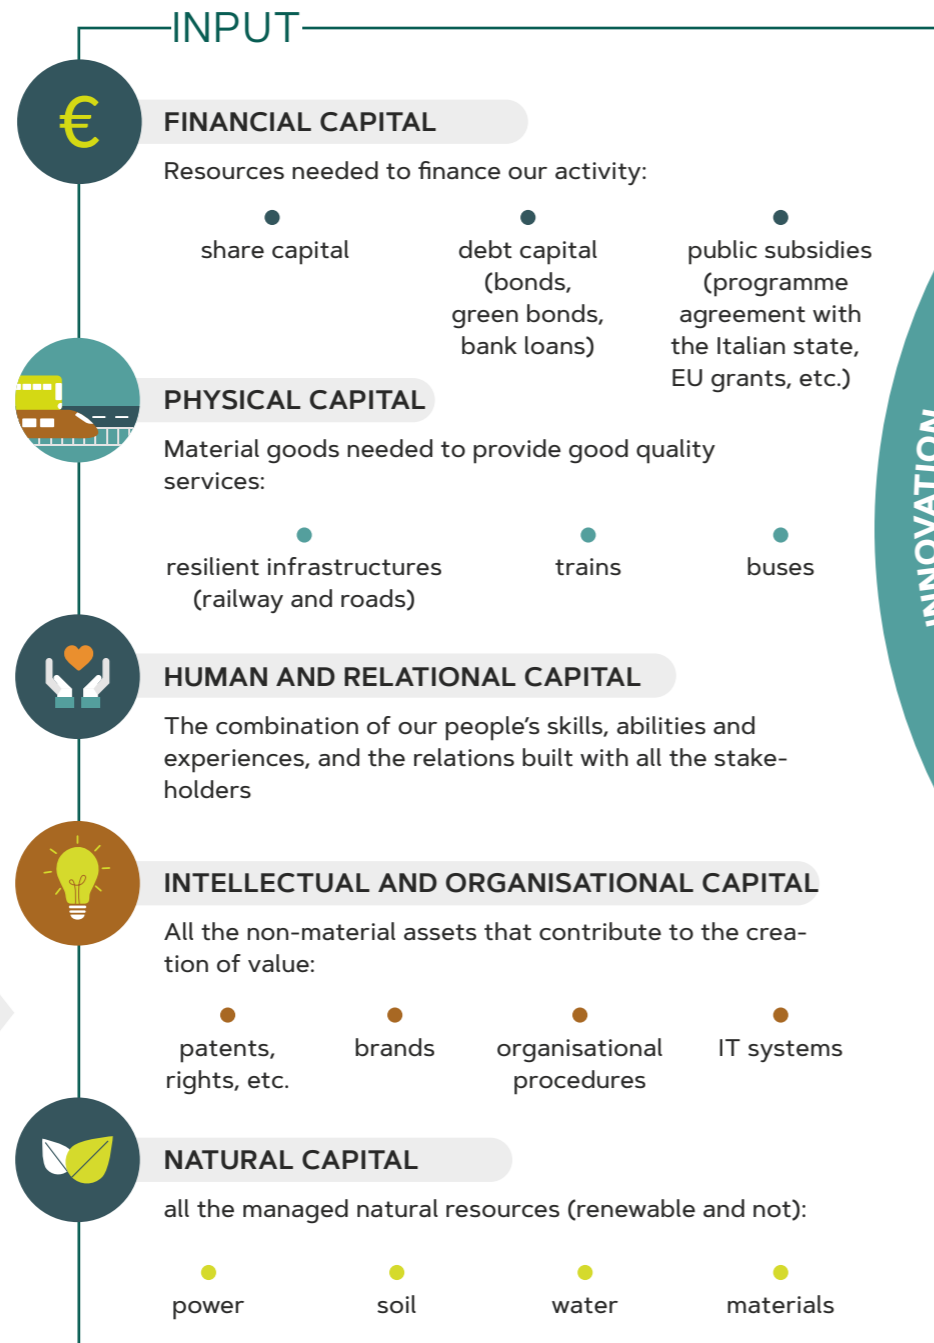 INPUT
€
FINANCIAL CAPITAL
Resources needed to finance our activity:
share capital
debt capital
(bonds,
green bonds,
bank loans)
public subsidies
(programme
agreement with
the Italian state,
EU grants, etc.)
PHYSICAL CAPITAL
Material goods needed to provide good quality
services:
resilient infrastructures
(railway and roads)
trains
buses
INNOVATION
HUMAN AND RELATIONAL CAPITAL
The combination of our people’s skills, abilities and
experiences, and the relations built with all the stake-
holders
INTELLECTUAL AND ORGANISATIONAL CAPITAL
All the non-material assets that contribute to the crea-
tion of value:
patents,
rights, etc.
brands
organisational
procedures
IT systems
NATURAL CAPITAL
all the managed natural resources (renewable and not):
power
soil
water
materials